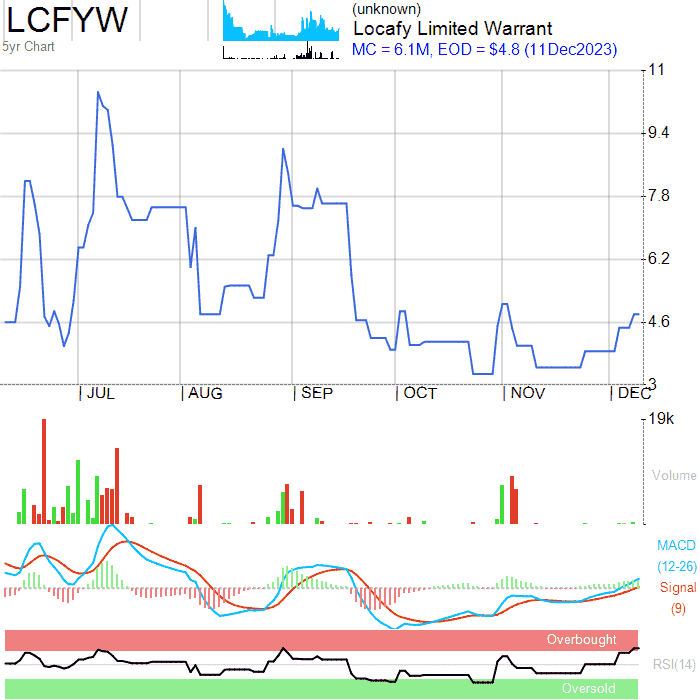 LCFYW
5yr Chart
(unknown)
Locafy Limited Warrant
MC = 6.1M, EOD = $4.8 (11Dec2023)
11
9.4
7.8
6.2
4.6
3
JUL AUG SEP OCT NOV DEC
19k
Volume
MACD
(12-26)
Signal
(9)
Overbought
RSI(14)
Oversold